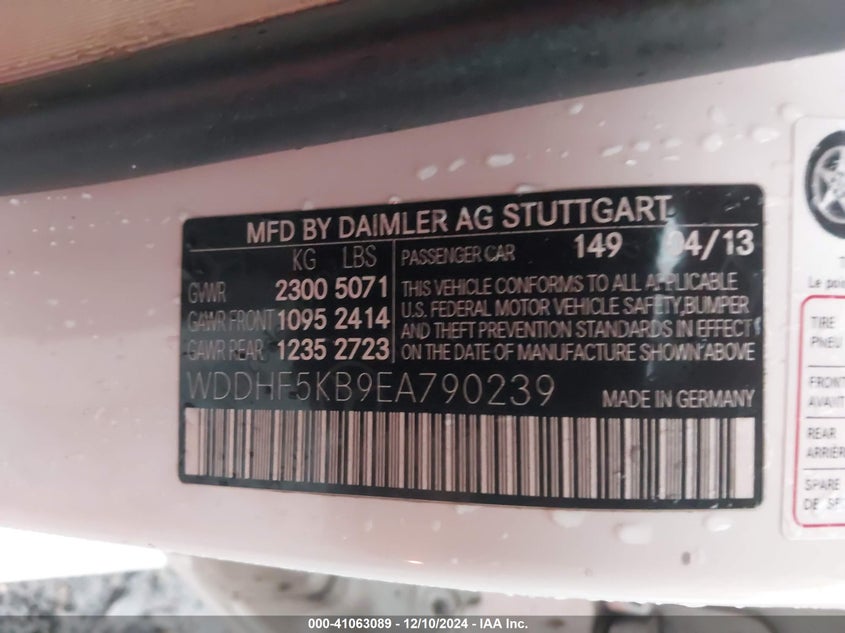 MFD BY DAIMLER AG STUTTGART
KG LBS
GVWR 2300 5071
GAWR FRONT 1095 2414
GAWR REAR 1235 2723
PASSENGER CAR 149 04/13
THIS VEHICLE CONFORMS TO ALL APPLICABLE
U.S. FEDERAL MOTOR VEHICLE SAFETY,BUMPER
AND THEFT PREVENTION STANDARDS IN EFFECT
ON THE DATE OF MANUFACTURE SHOWN ABOVE
WDDHF5KB9EA790239
MADE IN GERMANY
Le
TIRE
PNEU
FRONT
AVANT
REAR
SPARE
000-41063089 - 12/10/2024 - IAA Inc.